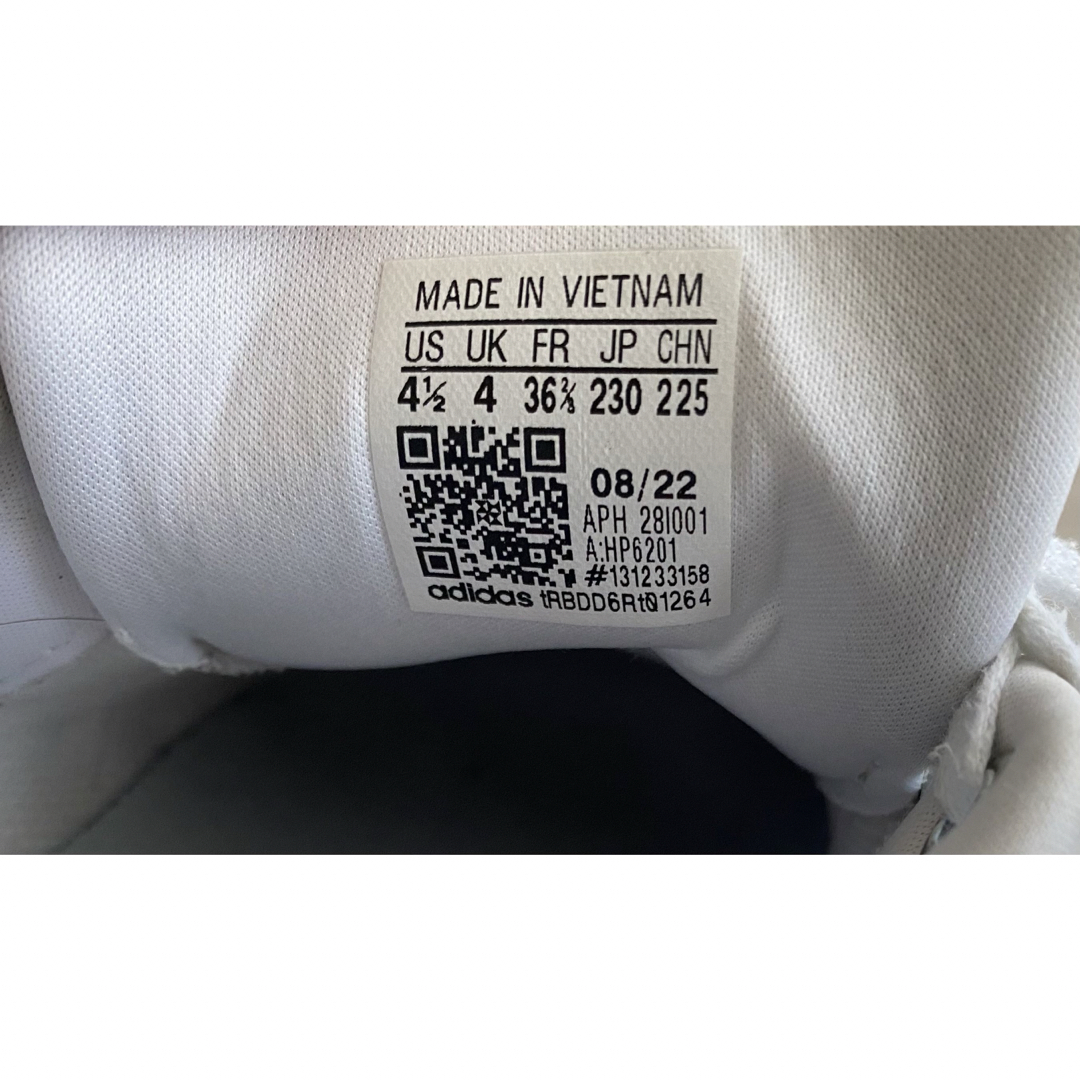 MADE IN VIETNAM
US UK FR JP CHN
4½ 4 36⅔ 230 225
08/22
APH 28I001
A:HP6201
#131233158
adidas tRBDD6Rt01264